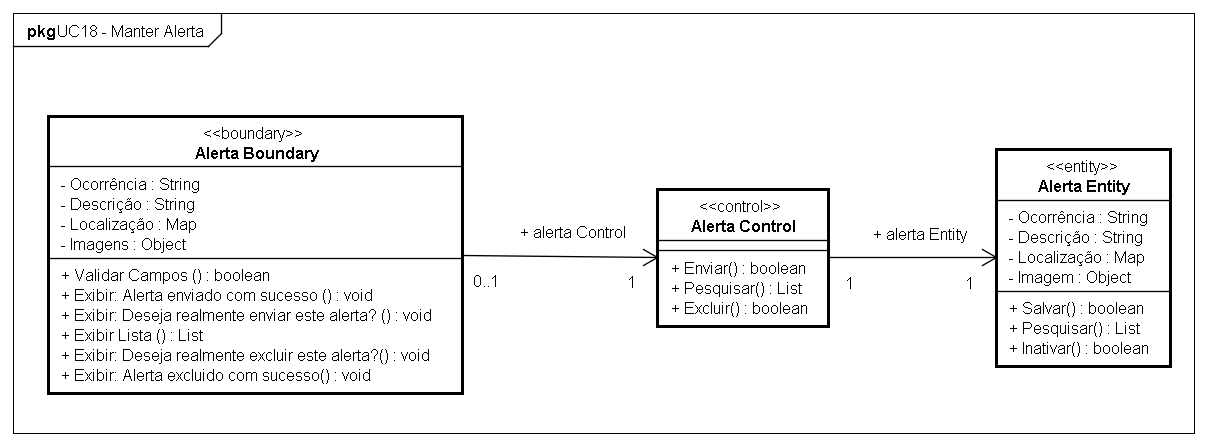 pkgUC18 - Manter Alerta
<<boundary>>
Alerta Boundary
- Ocorrência : String
- Descrição : String
- Localização : Map
- Imagens : Object
+ Validar Campos () : boolean
+ Exibir: Alerta enviado com sucesso () : void
+ Exibir: Deseja realmente enviar este alerta? () : void
+ Exibir Lista () : List
+ Exibir: Deseja realmente excluir este alerta?() : void
+ Exibir: Alerta excluido com sucesso() : void
+ alerta Control
0..1
1
<<control>>
Alerta Control
+ Enviar() : boolean
+ Pesquisar() : List
+ Excluir() : boolean
+ alerta Entity
1
1
<<entity>>
Alerta Entity
- Ocorrência : String
- Descrição : String
- Localização : Map
- Imagem : Object
+ Salvar() : boolean
+ Pesquisar() : List
+ Inativar() : boolean